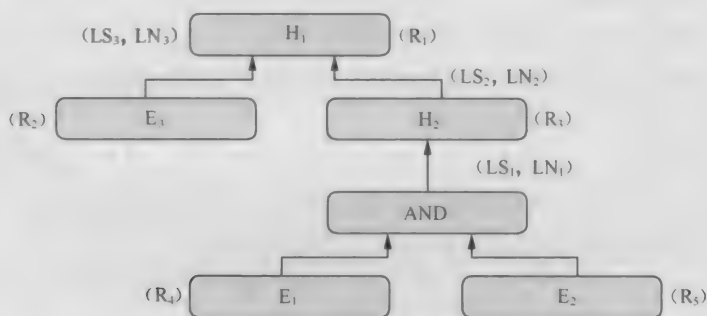 (LS₃, LN₃) H₁ (R₁)
(LS₂, LN₂)
(R₂) E₃ H₂ (R₃)
(LS₁, LN₁)
AND
(R₄) E₁ E₂ (R₅)